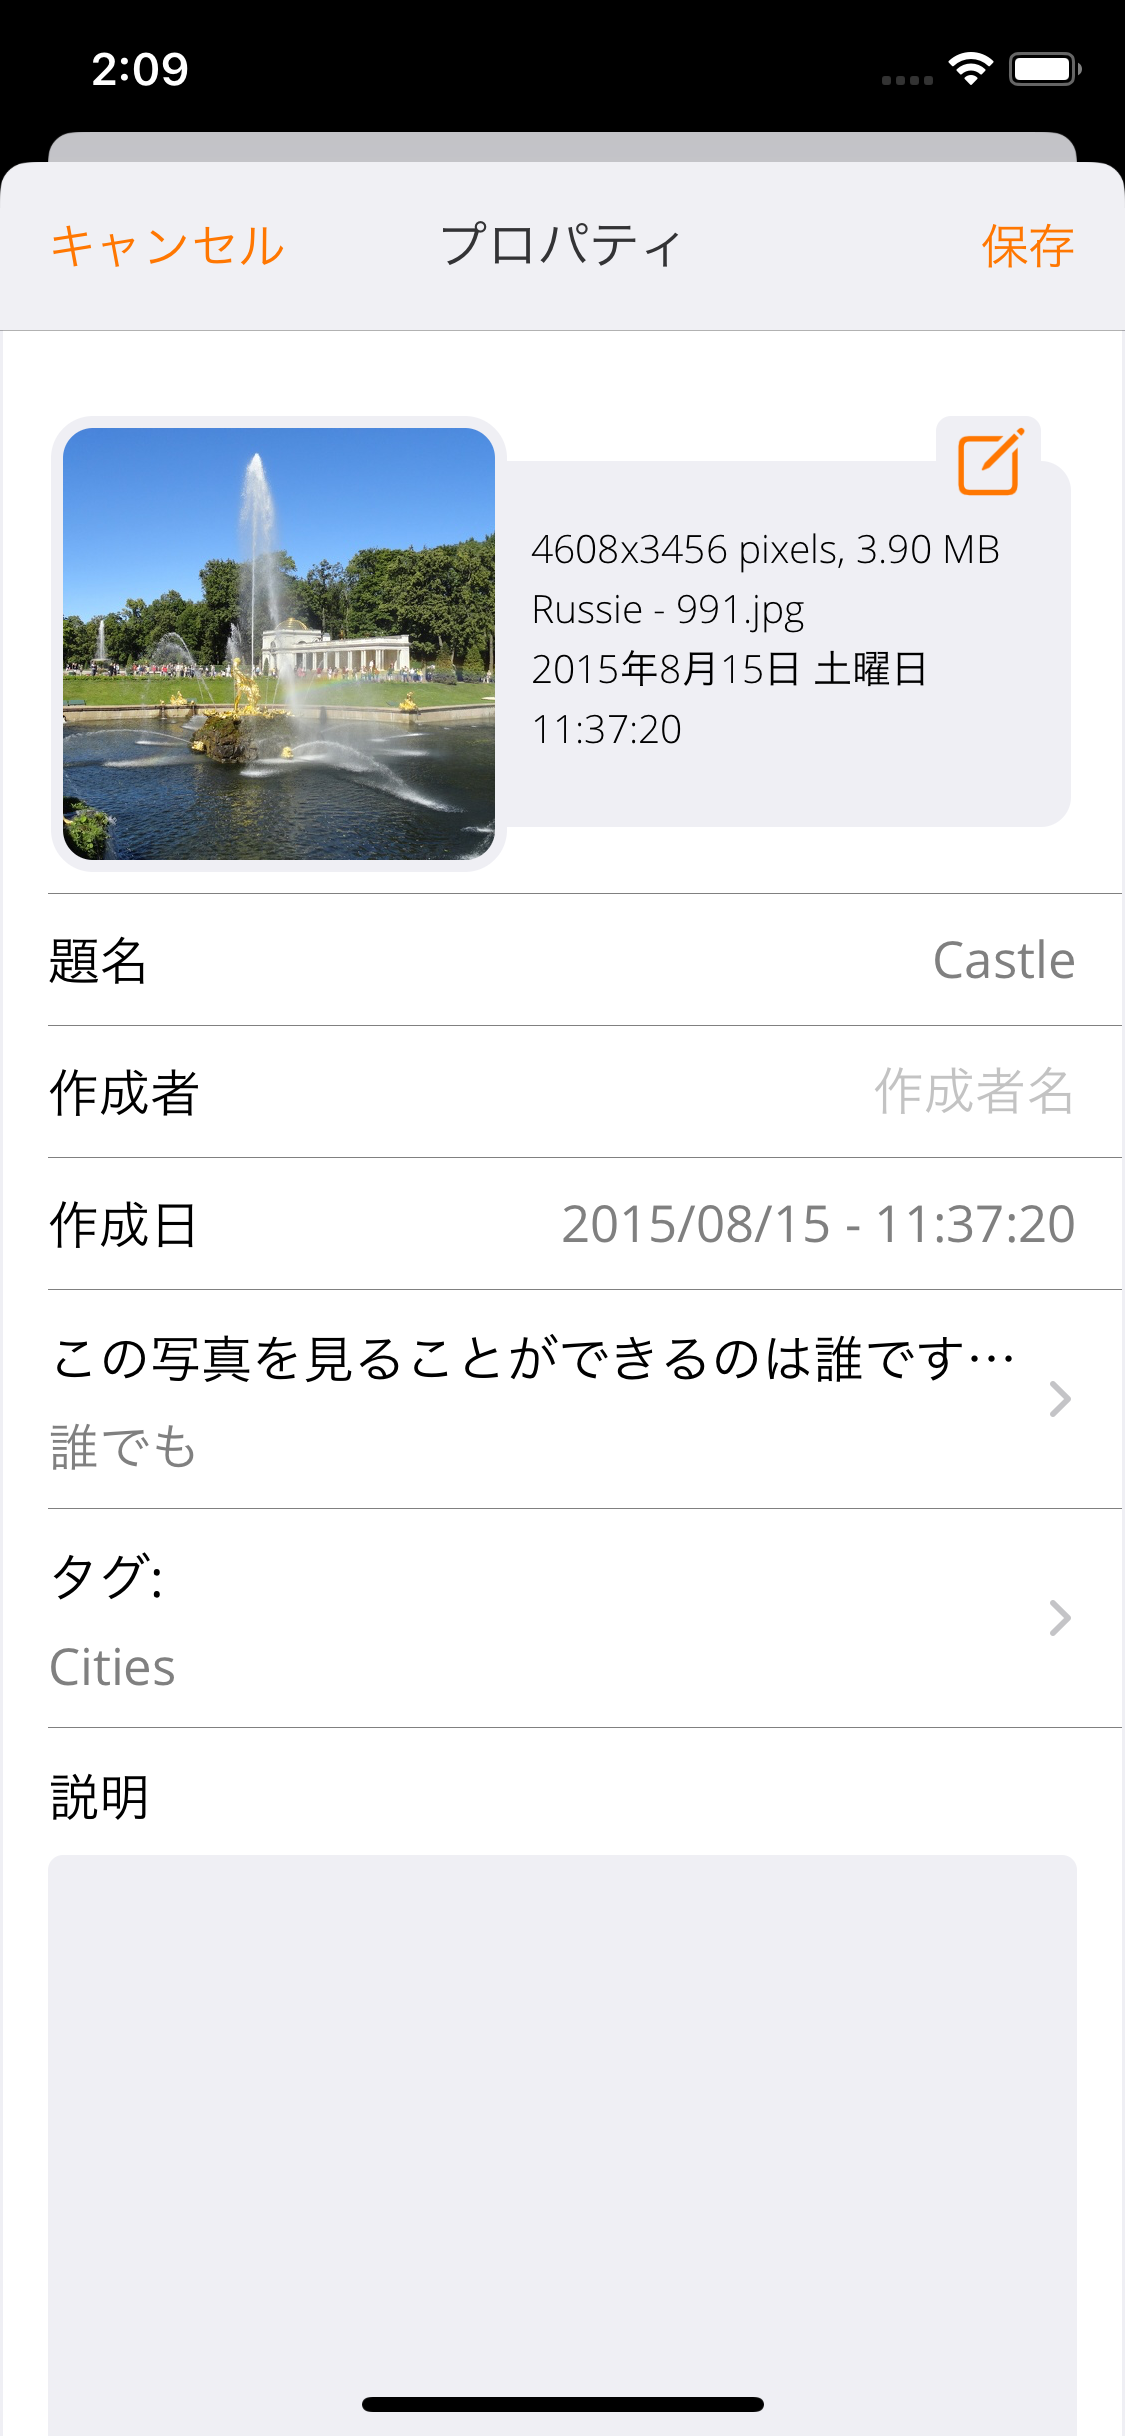 2:09
キャンセル プロパティ 保存
4608x3456 pixels, 3.90 MB
Russie - 991.jpg
2015年8月15日 土曜日
11:37:20
題名 Castle
作成者 作成者名
作成日 2015/08/15 - 11:37:20
この写真を見ることができるのは誰です…
誰でも
タグ:
Cities
説明